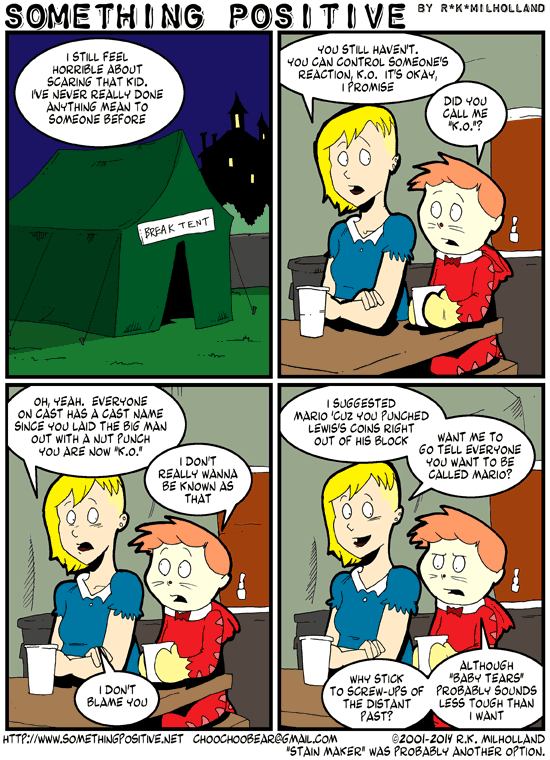 SOMETHING POSITIVE BY R*K*MILHOLLAND
I STILL FEEL
HORRIBLE ABOUT
SCARING THAT KID.
I'VE NEVER REALLY DONE
ANYTHING MEAN TO
SOMEONE BEFORE
BREAK TENT
YOU STILL HAVEN'T.
YOU CAN CONTROL SOMEONE'S
REACTION, K.O. IT'S OKAY,
I PROMISE
DID YOU
CALL ME
"K.O."?
OH, YEAH. EVERYONE
ON CAST HAS A CAST NAME
SINCE YOU LAID THE BIG MAN
OUT WITH A NUT PUNCH
YOU ARE NOW "K.O."
I DON'T
REALLY WANNA
BE KNOWN AS
THAT
I DON'T
BLAME YOU
I SUGGESTED
MARIO 'CUZ YOU PUNCHED
LEWIS'S COINS RIGHT
OUT OF HIS BLOCK
WANT ME TO
GO TELL EVERYONE
YOU WANT TO BE
CALLED MARIO?
WHY STICK
TO SCREW-UPS OF
THE DISTANT
PAST?
ALTHOUGH
"BABY TEARS"
PROBABLY SOUNDS
LESS TOUGH THAN
I WANT
HTTP://WWW.SOMETHINGPOSITIVE.NET CHOOCHOOBEAR@GMAIL.COM ©2001-2014 R.K. MILHOLLAND
"STAIN MAKER" WAS PROBABLY ANOTHER OPTION.